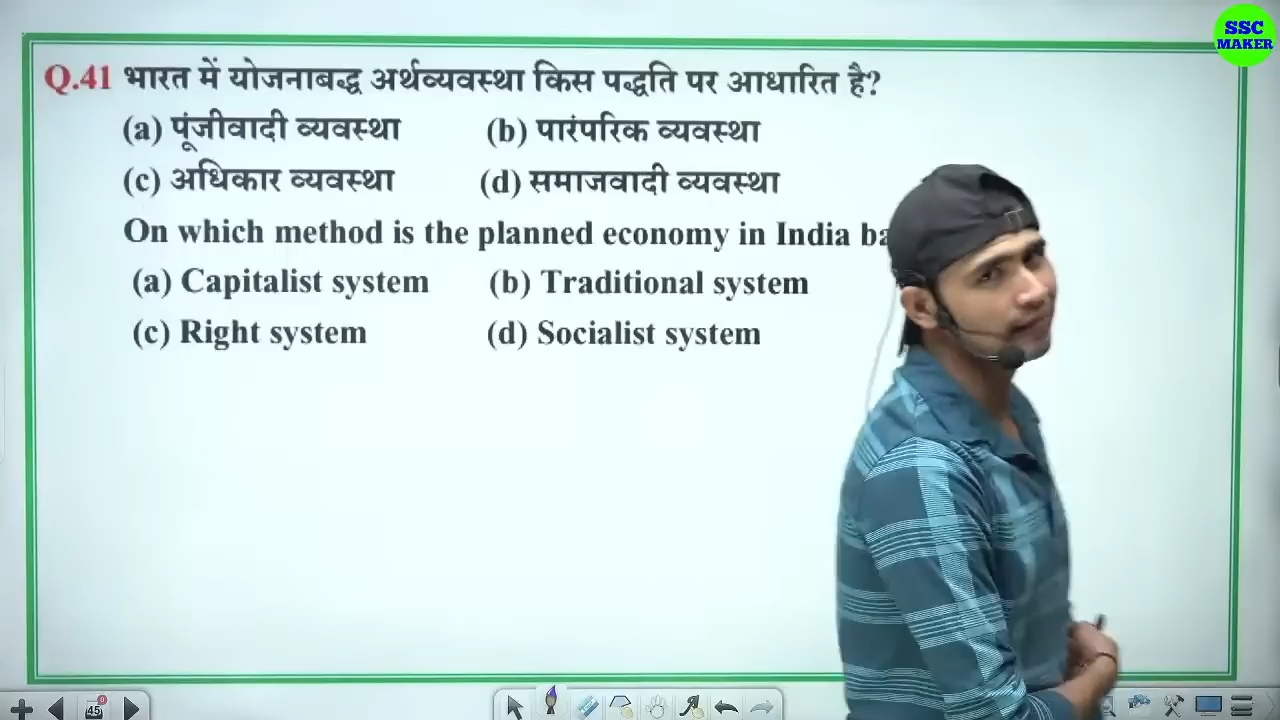 SSC
MAKER
Q.41 भारत में योजनाबद्ध अर्थव्यवस्था किस पद्धति पर आधारित है?
(a) पूंजीवादी व्यवस्था (b) पारंपरिक व्यवस्था
(c) अधिकार व्यवस्था (d) समाजवादी व्यवस्था
On which method is the planned economy in India
(a) Capitalist system (b) Traditional system
(c) Right system (d) Socialist system
45